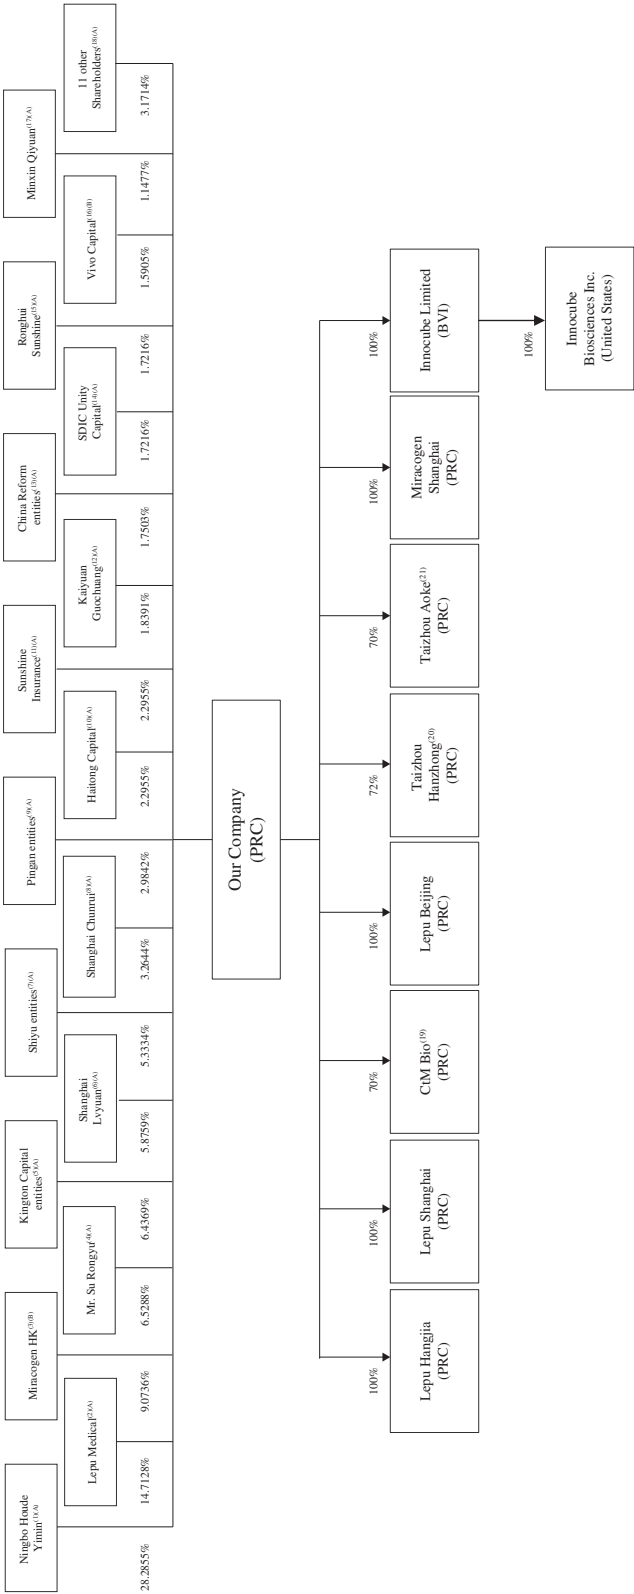 Ningbo Houde
Yimin(1)(A)
Miracogen HK(3)(B)
Kington Capital
entities(5)(A)
Shiyu entities(7)(A)
Pingan entities(9)(A)
Sunshine
Insurance(11)(A)
China Reform
entities(13)(A)
Ronghui
Sunshine(15)(A)
Minxin Qiyuan(17)(A)
Lepu Medical(2)(A)
Mr. Su Rongyu(4)(A)
Shanghai
Lvyuan(6)(A)
Shanghai Chunrui(8)(A)
Haitong Capital(10)(A)
Kaiyuan
Guochuang(12)(A)
SDIC Unity
Capital(14)(A)
Vivo Capital(16)(B)
11 other
Shareholders(18)(A)
28.2855%
14.7128%
9.0736%
6.5288%
6.4369%
5.8759%
5.3334%
3.2644%
2.9842%
2.2955%
2.2955%
1.8391%
1.7503%
1.7216%
1.7216%
1.5905%
1.1477%
3.1714%
Our Company
(PRC)
100%
100%
70%
100%
72%
70%
100%
100%
Lepu Hangjia
(PRC)
Lepu Shanghai
(PRC)
CtM Bio(19)
(PRC)
Lepu Beijing
(PRC)
Taizhou
Hanzhong(20)
(PRC)
Taizhou Aoke(21)
(PRC)
Miracogen
Shanghai
(PRC)
Innocube Limited
(BVI)
100%
Innocube
Biosciences Inc.
(United States)